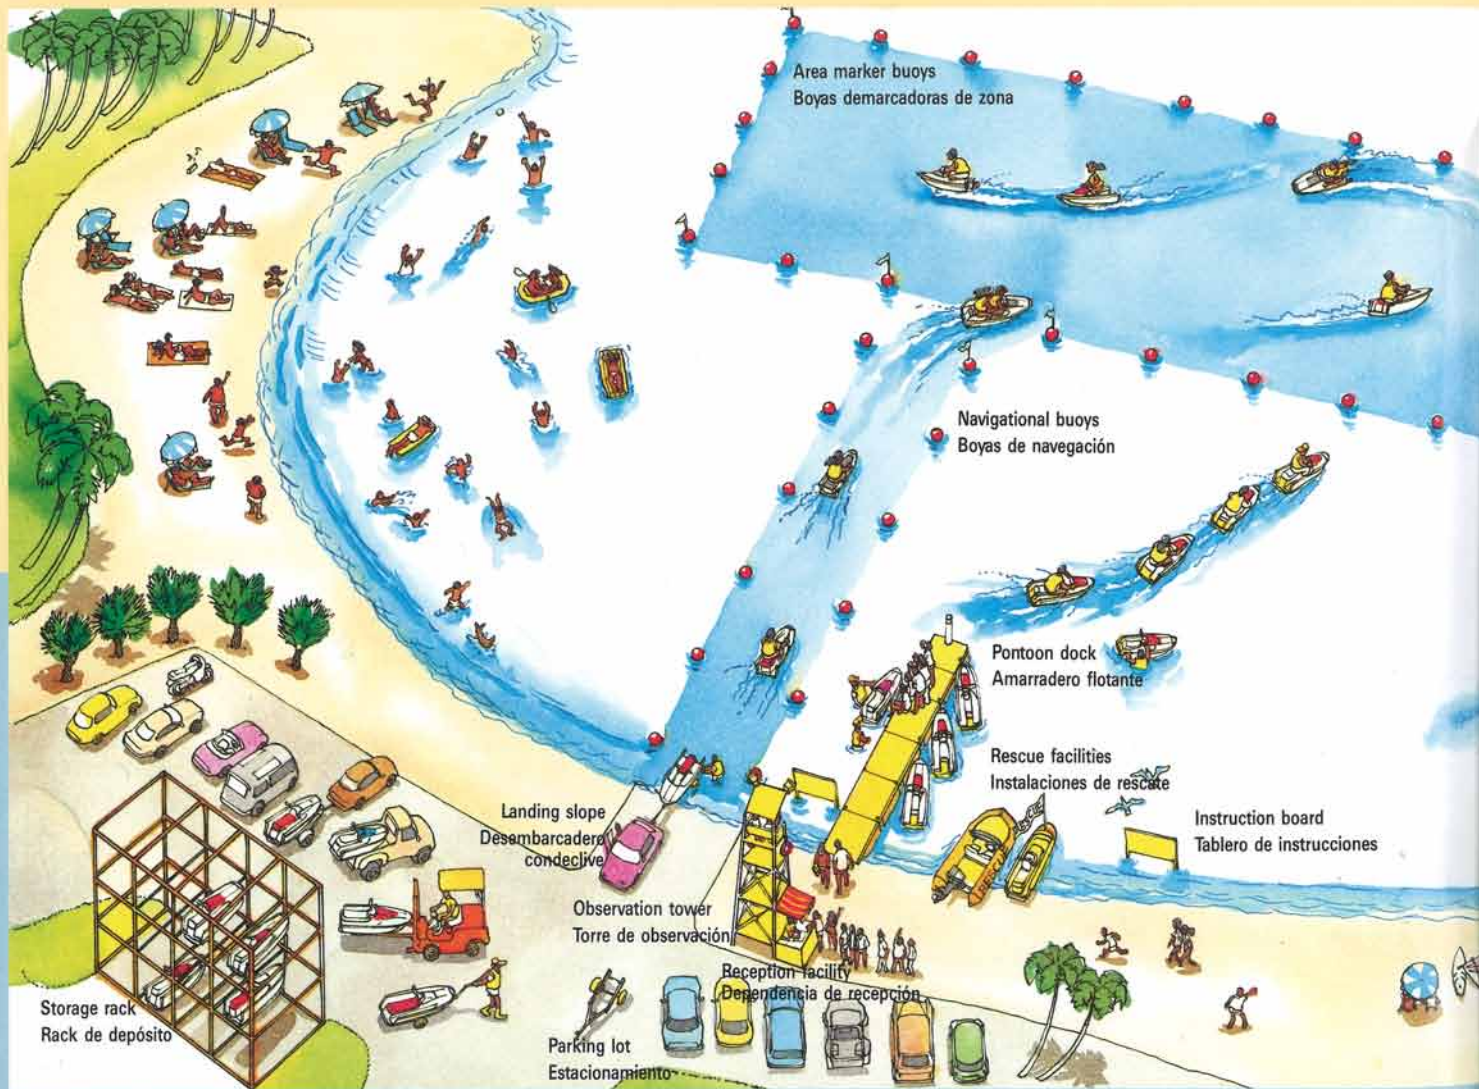 Area marker buoys
Boyas demarcadoras de zona
Navigational buoys
Boyas de navegación
Pontoon dock
Amarradero flotante
Rescue facilities
Instalaciones de rescate
Landing slope
Desembarcadero
condeclive
Instruction board
Tablero de instrucciones
Observation tower
Torre de observación
Reception facility
Dependencia de recepción
Storage rack
Rack de depósito
Parking lot
Estacionamiento